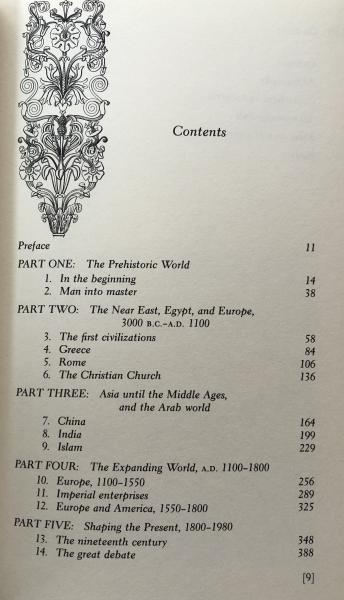 Contents
Preface 11
PART ONE: The Prehistoric World
1. In the beginning 14
2. Man into master 38
PART TWO: The Near East, Egypt, and Europe,
3000 B.C.–A.D. 1100
3. The first civilizations 58
4. Greece 84
5. Rome 106
6. The Christian Church 136
PART THREE: Asia until the Middle Ages,
and the Arab world
7. China 164
8. India 199
9. Islam 229
PART FOUR: The Expanding World, A.D. 1100-1800
10. Europe, 1100-1550 256
11. Imperial enterprises 289
12. Europe and America, 1550-1800 325
PART FIVE: Shaping the Present, 1800-1980
13. The nineteenth century 348
14. The great debate 388
[9]